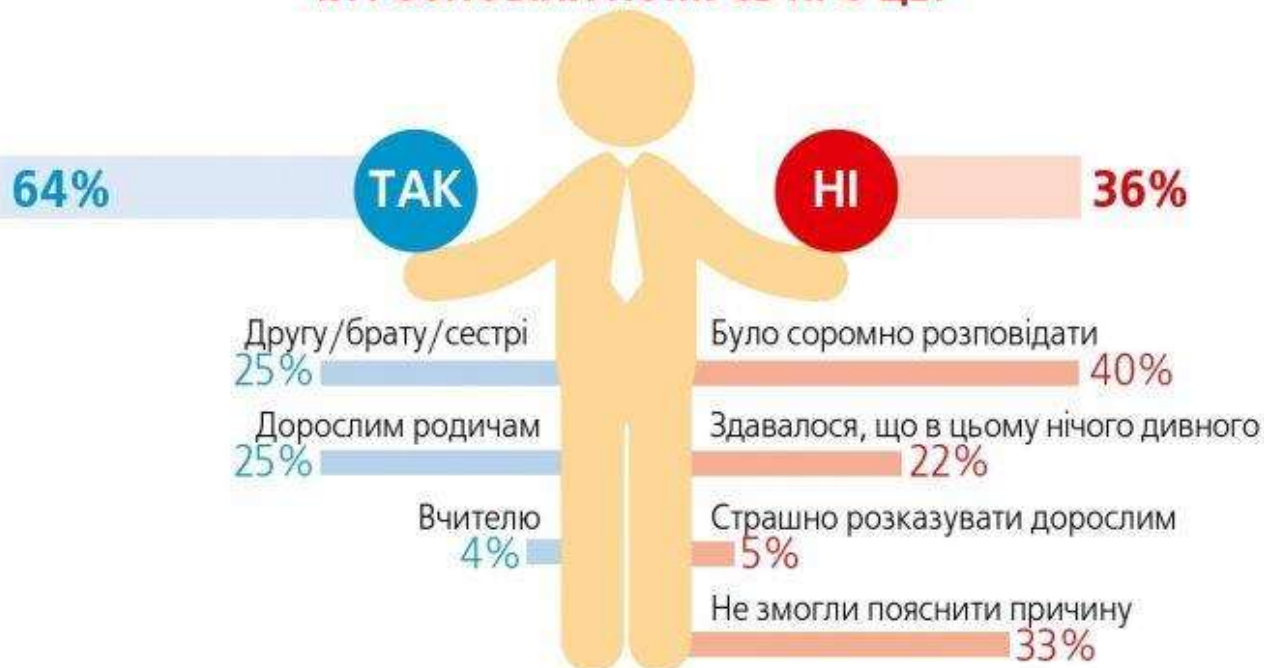 64%
ТАК
НІ
36%
Другу/брату/сестрі
25%
Дорослим родичам
25%
Вчителю
4%
Було соромно розповідати
40%
Здавалося, що в цьому нічого дивного
22%
Страшно розказувати дорослим
5%
Не змогли пояснити причину
33%